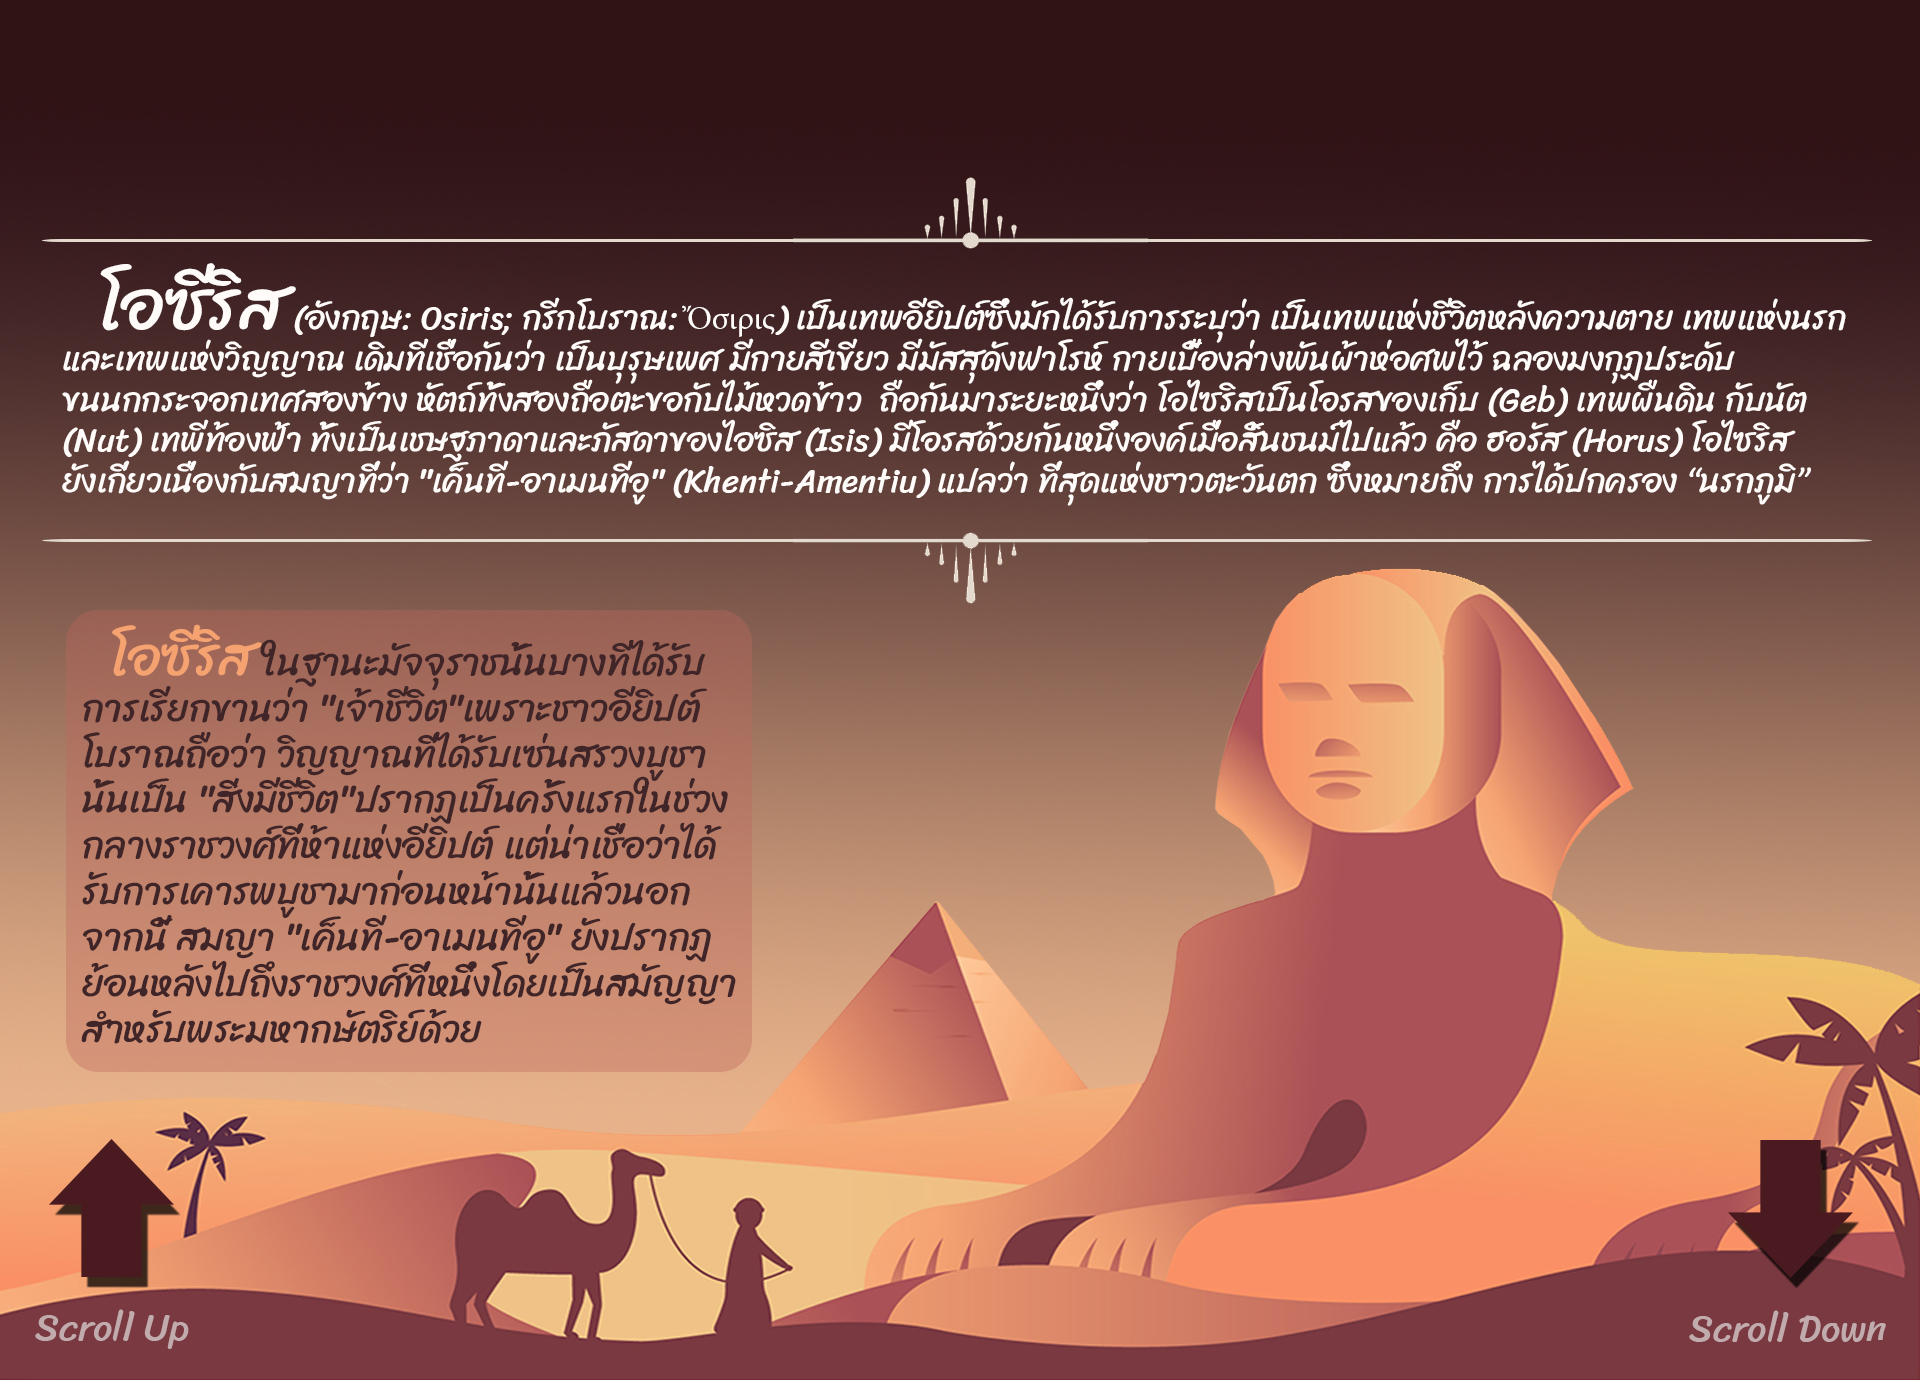 โอซีริส (อังกฤษ: Osiris; กรีกโบราณ: Ὄσιρις) เป็นเทพอียิปต์ซึ่งมักได้รับการระบุว่า เป็นเทพแห่งชีวิตหลังความตาย เทพแห่งนรก
และเทพแห่งวิญญาณ เดิมทีเชื่อกันว่า เป็นบุรุษเพศ มีกายสีเขียว มีมัสสุดังฟาโรห์ กายเบื้องล่างพันผ้าห่อศพไว้ ฉลองมงกุฎประดับ
ขนนกกระจอกเทศสองข้าง หัตถ์ทั้งสองถือตะขอกับไม้หวดข้าว ถือกันมาระยะหนึ่งว่า โอไซริสเป็นโอรสของเก็บ (Geb) เทพผืนดิน กับนัต
(Nut) เทพีท้องฟ้า ทั้งเป็นเชษฐภาดาและภัสดาของไอซิส (Isis) มีโอรสด้วยกันหนึ่งองค์เมื่อสิ้นชนม์ไปแล้ว คือ ฮอรัส (Horus) โอไซริส
ยังเกี่ยวเนื่องกับสมญาที่ว่า "เค็นที-อาเมนทีอู" (Khenti-Amentiu) แปลว่า ที่สุดแห่งชาวตะวันตก ซึ่งหมายถึง การได้ปกครอง “นรกภูมิ”
โอซีริส ในฐานะมัจจุราชนั้นบางทีได้รับ
การเรียกขานว่า "เจ้าชีวิต"เพราะชาวอียิปต์
โบราณถือว่า วิญญาณที่ได้รับเซ่นสรวงบูชา
นั้นเป็น "สิ่งมีชีวิต"ปรากฏเป็นครั้งแรกในช่วง
กลางราชวงศ์ที่ห้าแห่งอียิปต์ แต่น่าเชื่อว่าได้
รับการเคารพบูชามาก่อนหน้านั้นแล้วนอก
จากนี้ สมญา "เค็นที-อาเมนทีอู" ยังปรากฏ
ย้อนหลังไปถึงราชวงศ์ที่หนึ่งโดยเป็นสมัญญา
สำหรับพระมหากษัตริย์ด้วย
Scroll Up
Scroll Down